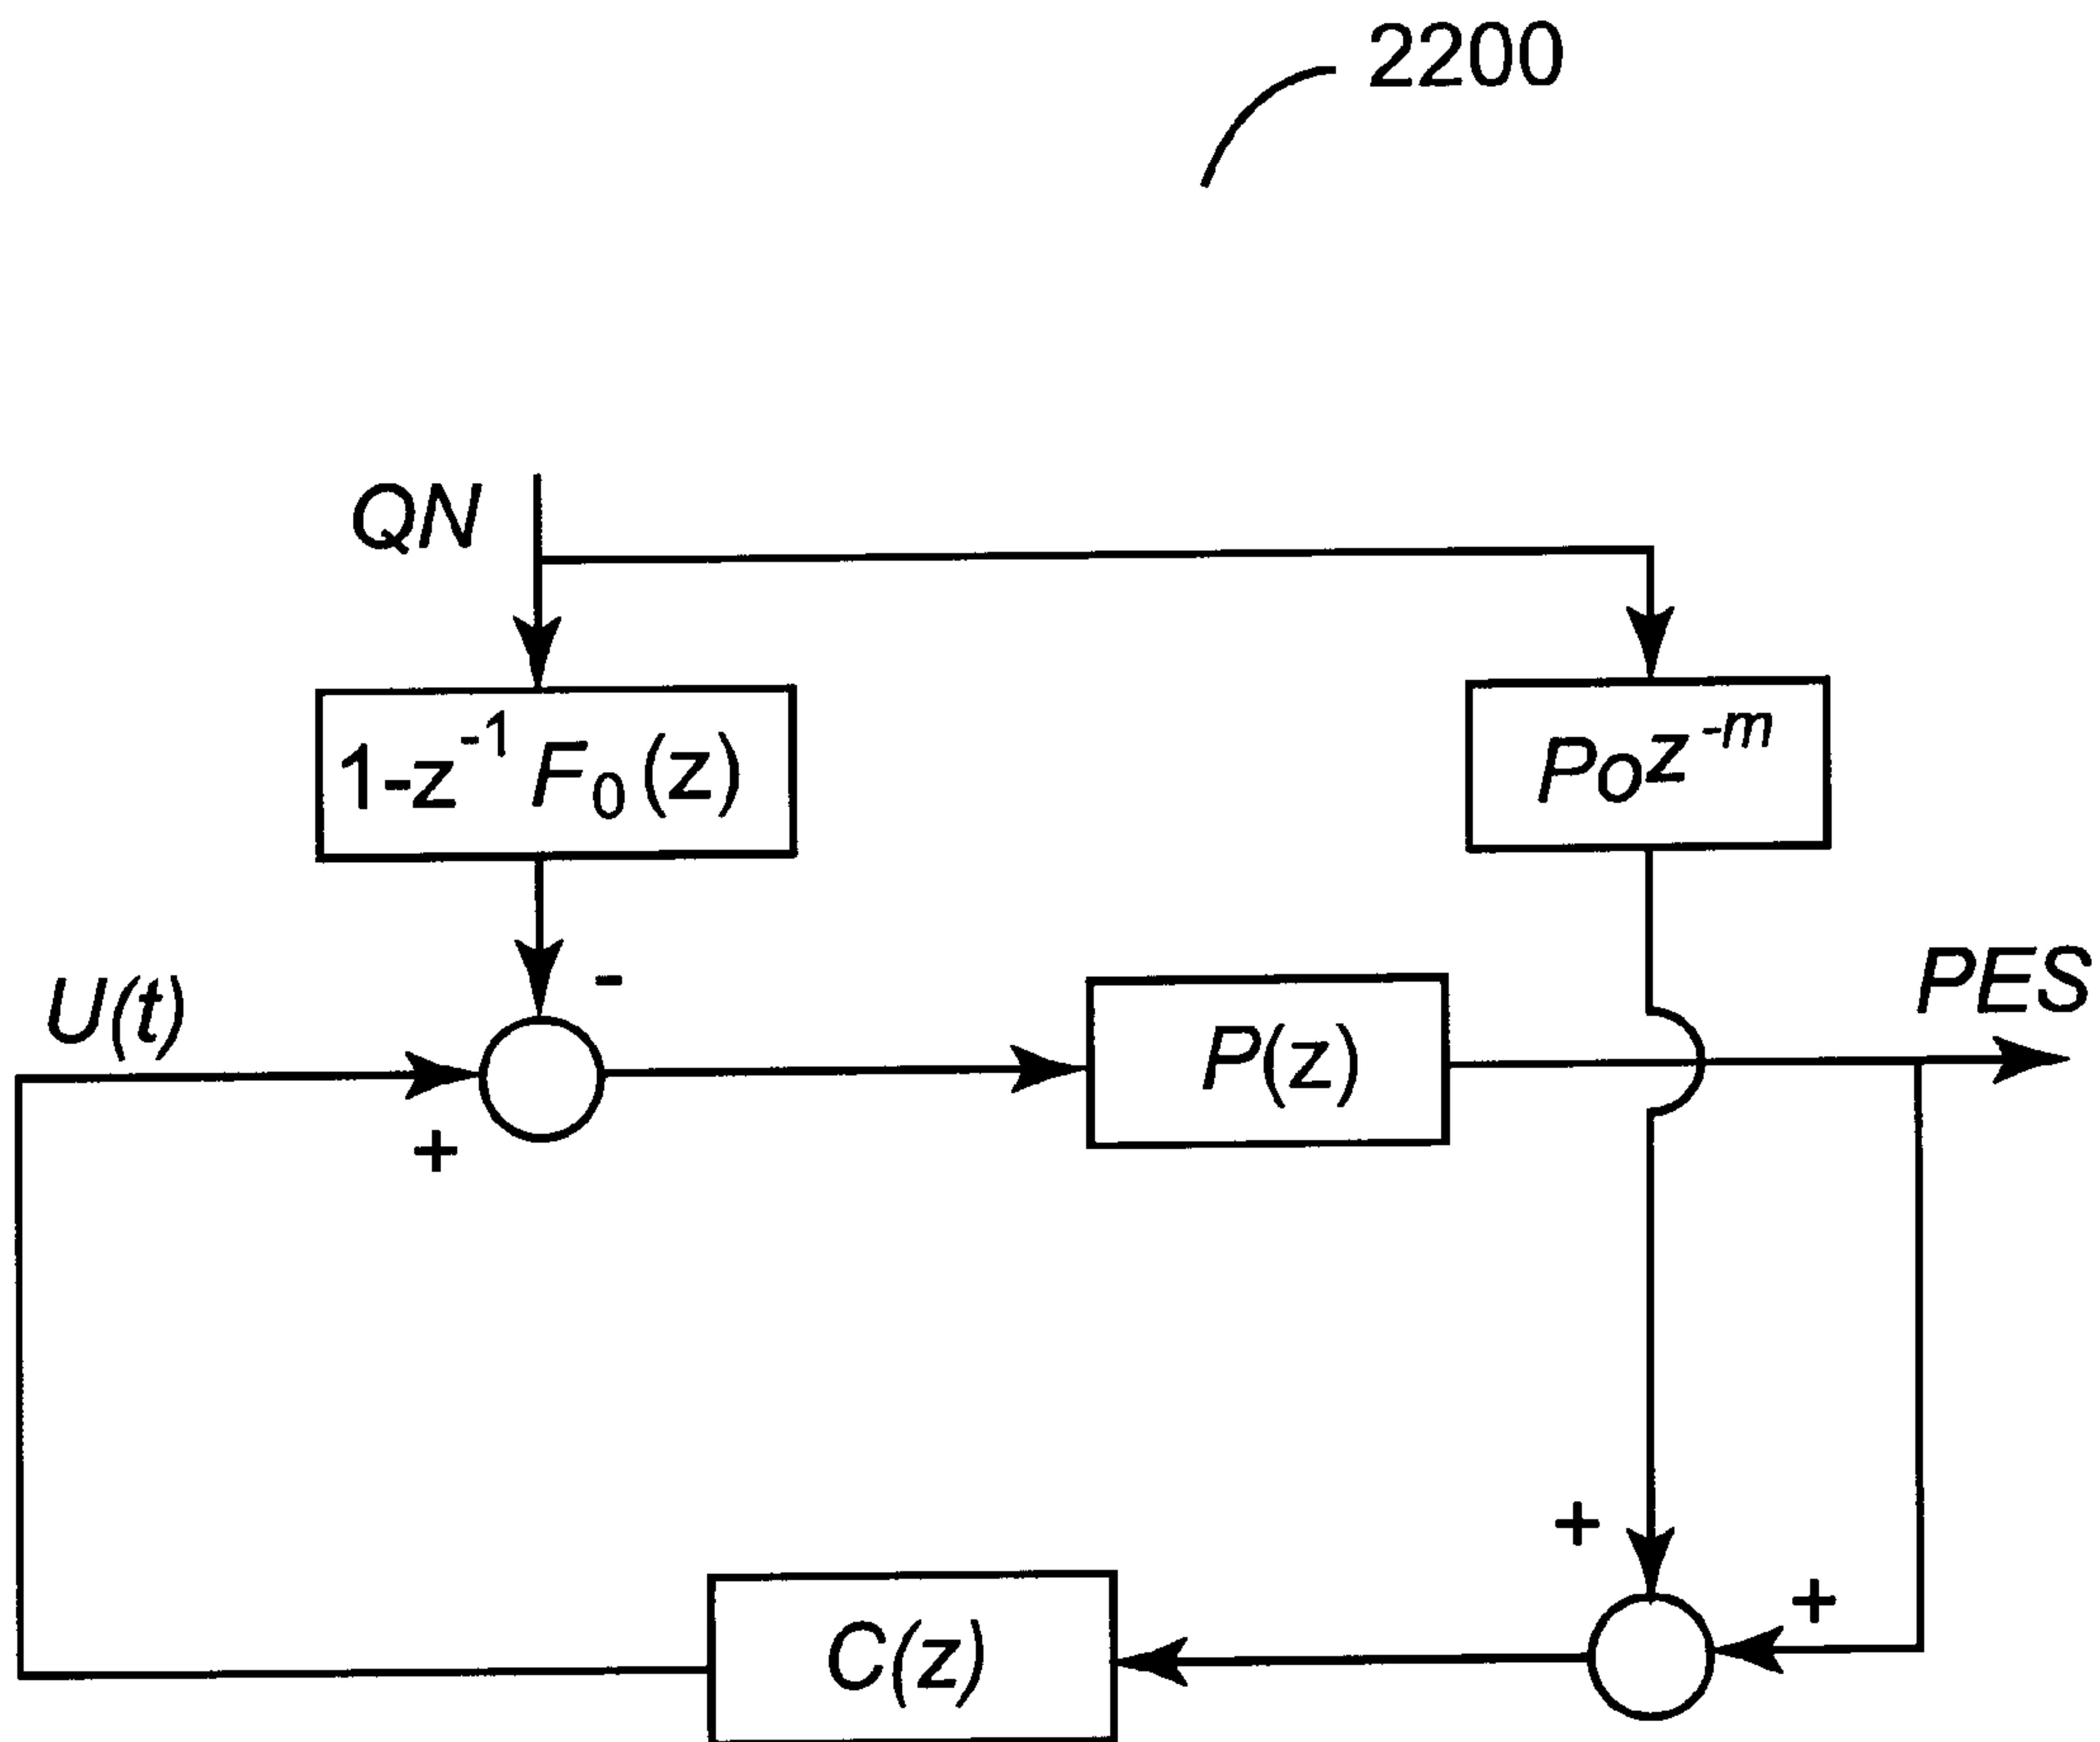 2200
QN
1-z⁻¹ F₀(z)
Poz⁻ᵐ
-
U(t)
PES
P(z)
+
+
+
C(z)